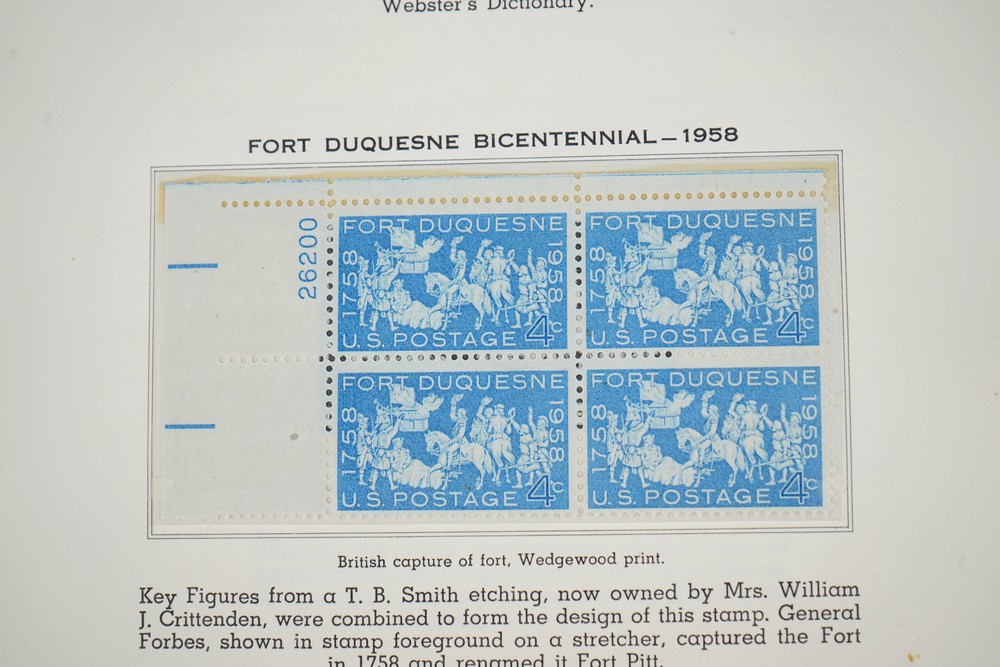 Webster's Dictionary.
FORT DUQUESNE BICENTENNIAL—1958
26200
FORT DUQUESNE
1758
1958
U.S. POSTAGE 4c
FORT DUQUESNE
1758
1958
U.S. POSTAGE 4c
FORT DUQUESNE
1758
1958
U.S. POSTAGE 4c
FORT DUQUESNE
1758
1958
U.S. POSTAGE 4c
British capture of fort, Wedgewood print.
Key Figures from a T. B. Smith etching, now owned by Mrs. William
J. Crittenden, were combined to form the design of this stamp. General
Forbes, shown in stamp foreground on a stretcher, captured the Fort
in 1758 and renamed it Fort Pitt.